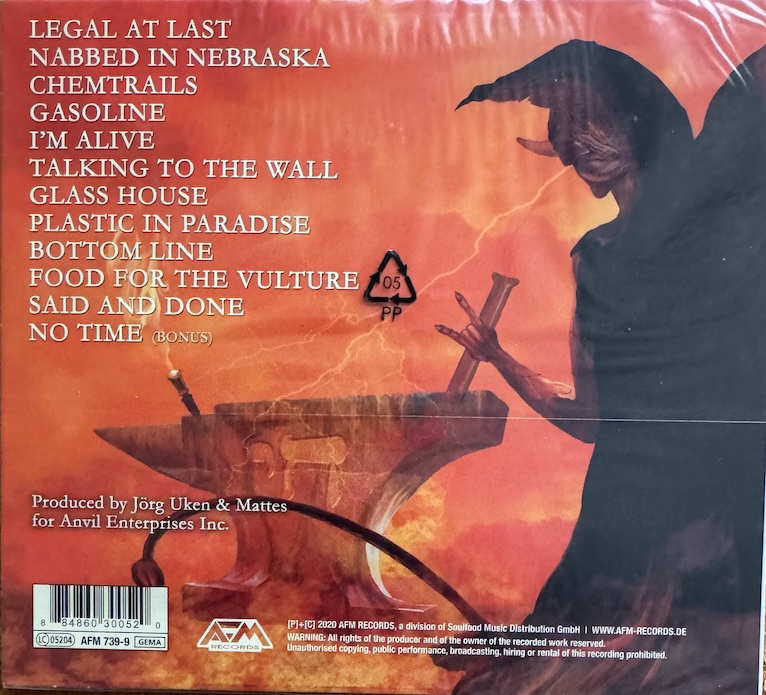 LEGAL AT LAST
NABBED IN NEBRASKA
CHEMTRAILS
GASOLINE
I'M ALIVE
TALKING TO THE WALL
GLASS HOUSE
PLASTIC IN PARADISE
BOTTOM LINE
FOOD FOR THE VULTURE
SAID AND DONE
NO TIME (BONUS)
05
PP
Produced by Jörg Uken & Mattes
for Anvil Enterprises Inc.
8 84860 30052 0
LC 05204 AFM 739-9 GEMA
AFM
RECORDS
[P]+[C] 2020 AFM RECORDS, a division of Soulfood Music Distribution GmbH | WWW.AFM-RECORDS.DE
WARNING: All rights of the producer and of the owner of the recorded work reserved.
Unauthorised copying, public performance, broadcasting, hiring or rental of this recording prohibited.